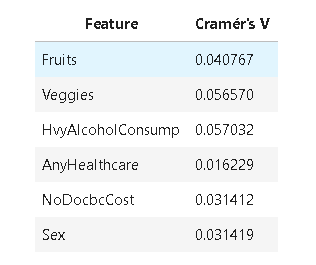 Feature Cramér's V
Fruits 0.040767
Veggies 0.056570
HvyAlcoholConsump 0.057032
AnyHealthcare 0.016229
NoDocbcCost 0.031412
Sex 0.031419